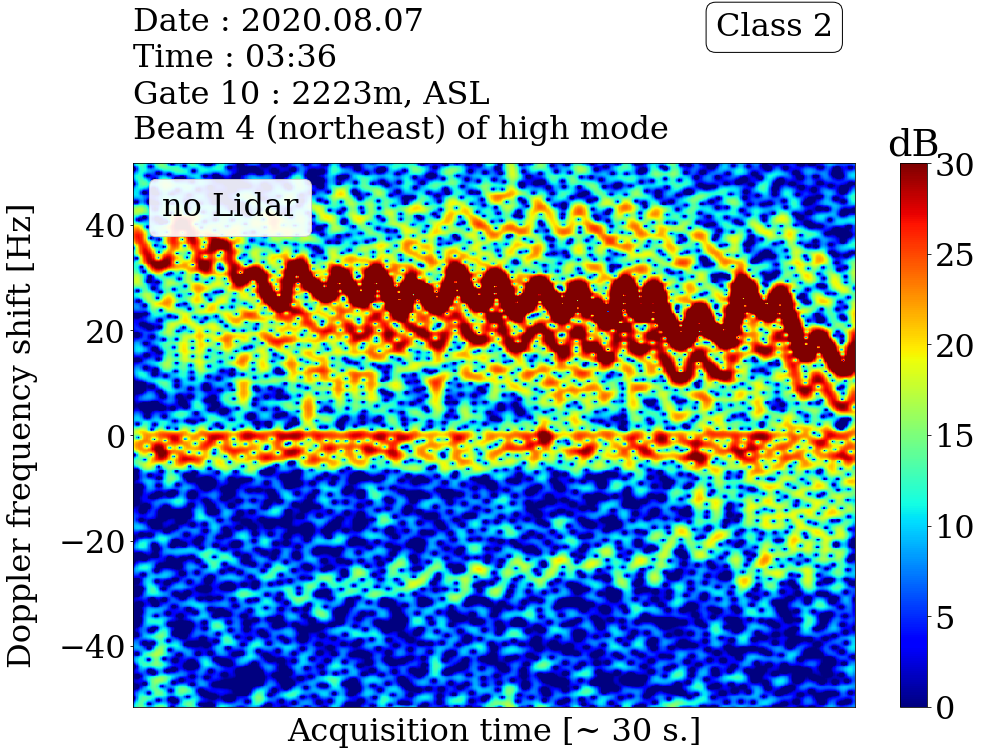 Date : 2020.08.07
Time : 03:36
Gate 10 : 2223m, ASL
Beam 4 (northeast) of high mode
Class 2
dB
no Lidar
Doppler frequency shift [Hz]
40
20
0
−20
−40
30
25
20
15
10
5
0
Acquisition time [~ 30 s.]